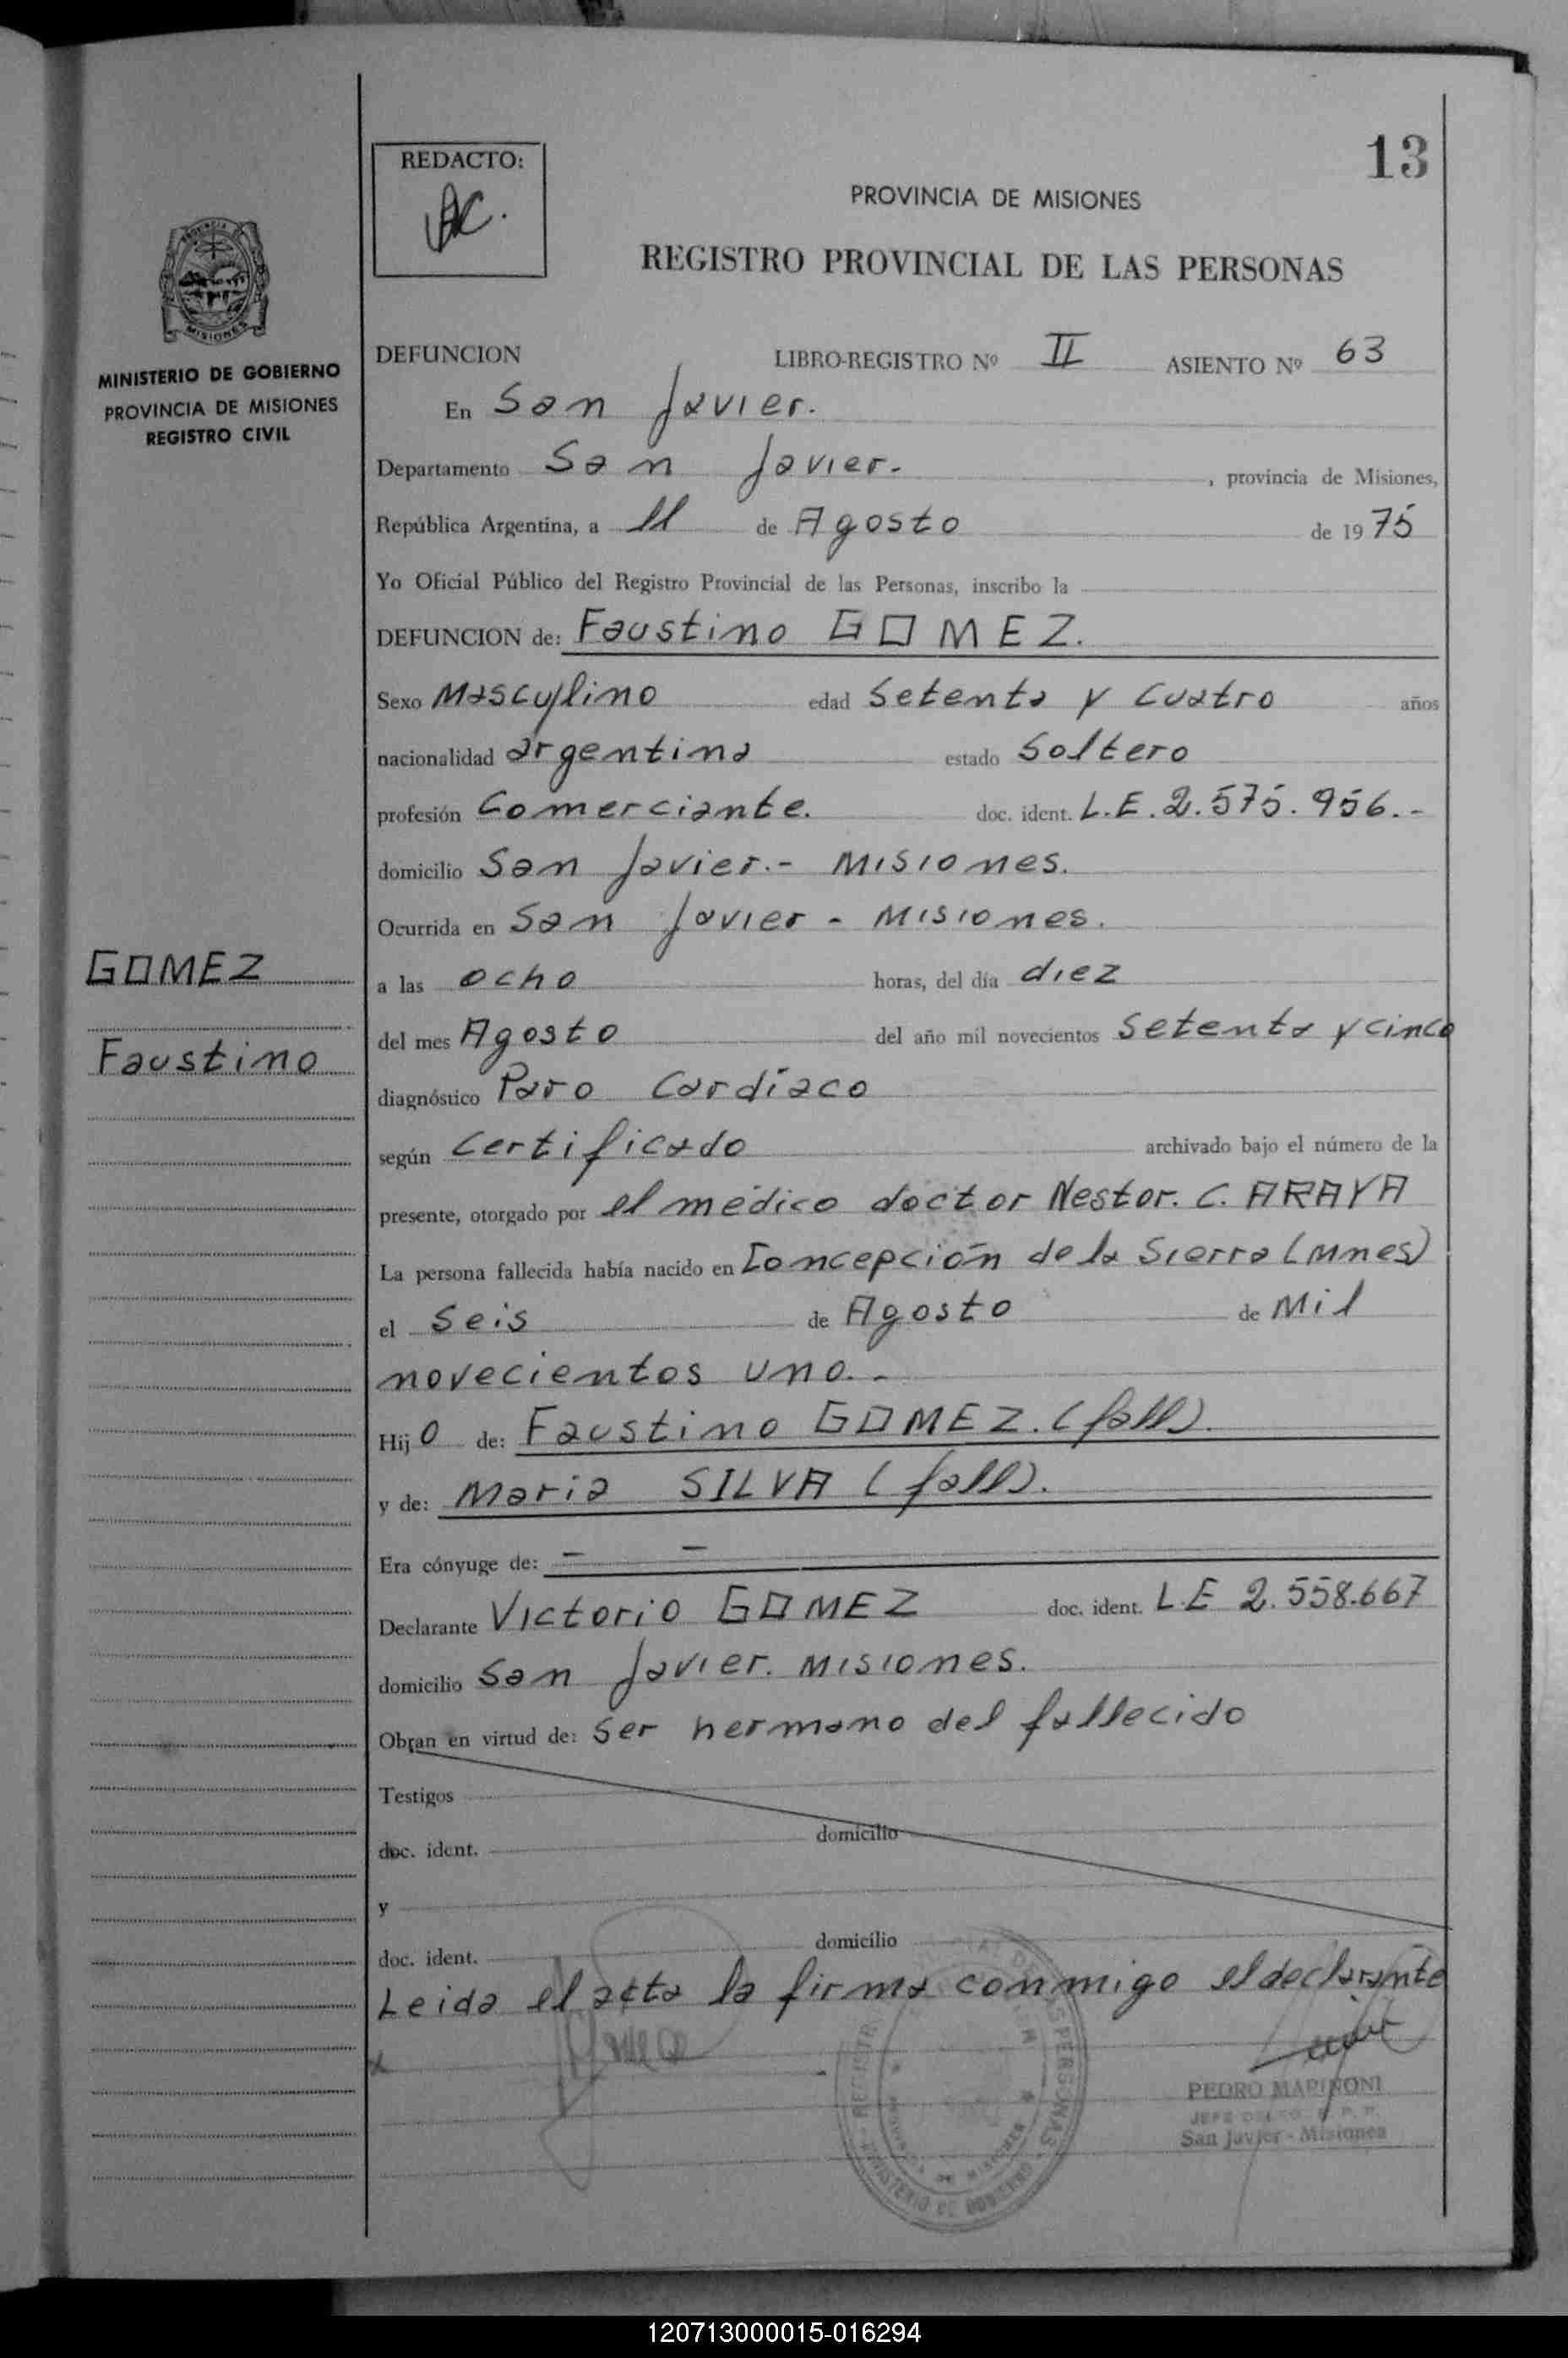 13
REDACTO:
PROVINCIA DE MISIONES
REGISTRO PROVINCIAL DE LAS PERSONAS
MISIONES
MINISTERIO DE GOBIERNO
PROVINCIA DE MISIONES
REGISTRO CIVIL
DEFUNCION LIBRO-REGISTRO Nº II ASIENTO Nº 63
En San Javier.
Departamento San Javier.- , provincia de Misiones,
República Argentina, a 11 de Agosto de 1975
Yo Oficial Público del Registro Provincial de las Personas, inscribo la
DEFUNCION de: Faustino GOMEZ.
Sexo Masculino edad Setenta y Cuatro años
nacionalidad argentina estado Soltero
profesión Comerciante. doc. ident. L.E. 2.575.956.-
domicilio San Javier.- Misiones.
Ocurrida en San Javier - Misiones.
GOMEZ
a las ocho horas, del día diez
del mes Agosto del año mil novecientos Setenta y cinco
Faustino
diagnóstico Paro Cardíaco
según Certificado archivado bajo el número de la
presente, otorgado por el médico doctor Nestor. C. ARAYA
La persona fallecida había nacido en Concepción de la Sierra (Mnes)
el Seis de Agosto de Mil
novecientos uno.-
Hijo de: Faustino GOMEZ. (fall).
y de: Maria SILVA (fall).
Era cónyuge de: - -
Declarante Victorio GOMEZ doc. ident. L.E 2.558.667
domicilio San Javier. Misiones.
Obran en virtud de: Ser hermano del fallecido
Testigos
doc. ident. domicilio
y
doc. ident. domicilio
Leida el acta la firma conmigo el declarante
PEDRO MARINONI
San Javier - Misiones
120713000015-016294